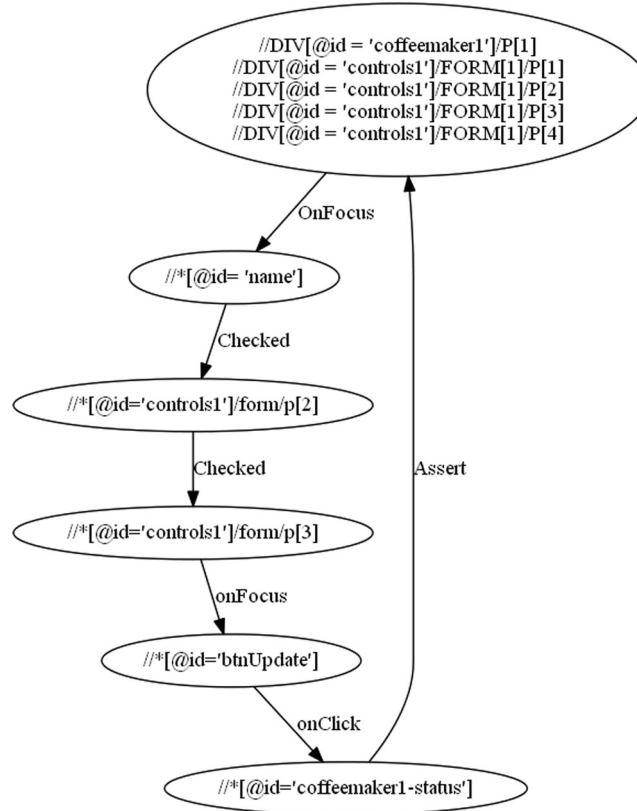 //DIV[@id = 'coffeemaker1']/P[1]
//DIV[@id = 'controls1']/FORM[1]/P[1]
//DIV[@id = 'controls1']/FORM[1]/P[2]
//DIV[@id = 'controls1']/FORM[1]/P[3]
//DIV[@id = 'controls1']/FORM[1]/P[4]
OnFocus
//*[@id= 'name']
Checked
//*[@id='controls1']/form/p[2]
Checked
Assert
//*[@id='controls1']/form/p[3]
onFocus
//*[@id='btnUpdate']
onClick
//*[@id='coffeemaker1-status']